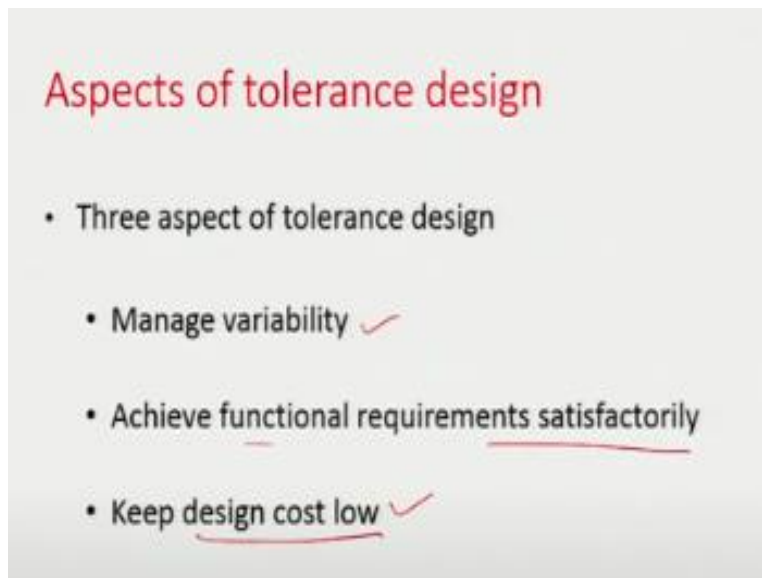 Aspects of tolerance design
• Three aspect of tolerance design
• Manage variability
• Achieve functional requirements satisfactorily
• Keep design cost low